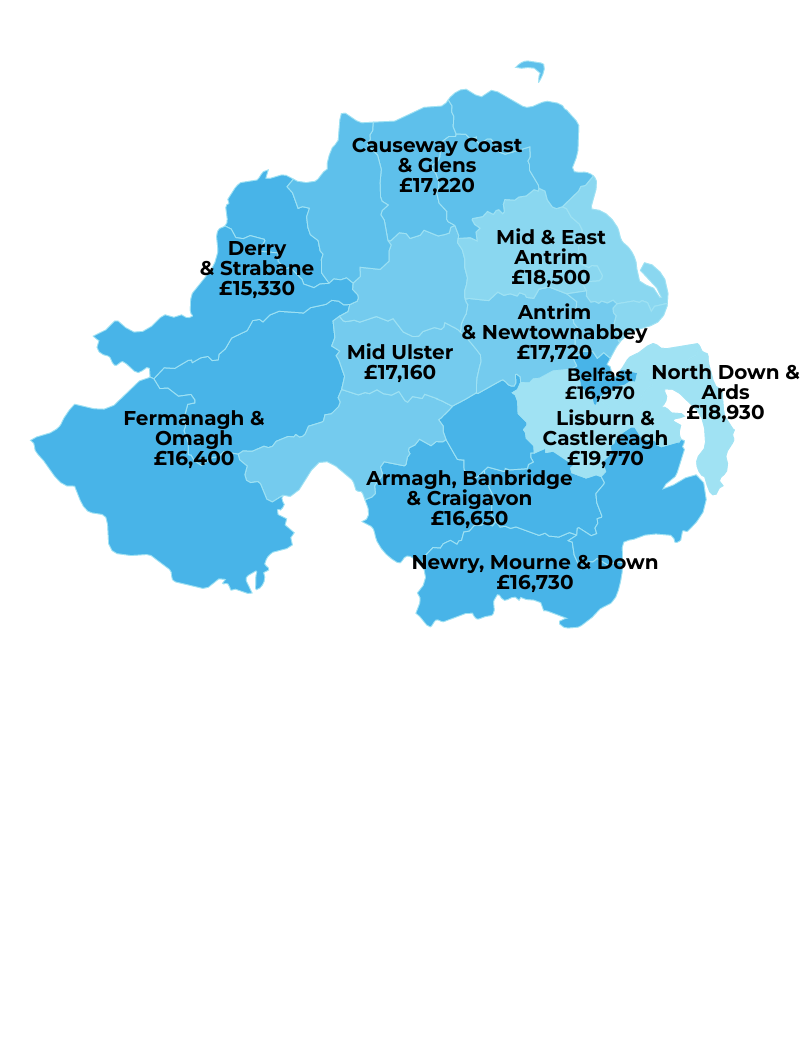 Causeway Coast
& Glens
£17,220
Derry
& Strabane
£15,330
Mid & East
Antrim
£18,500
Antrim
& Newtownabbey
£17,720
Mid Ulster
£17,160
Belfast
£16,970
North Down &
Ards
£18,930
Fermanagh &
Omagh
£16,400
Lisburn &
Castlereagh
£19,770
Armagh, Banbridge
& Craigavon
£16,650
Newry, Mourne & Down
£16,730